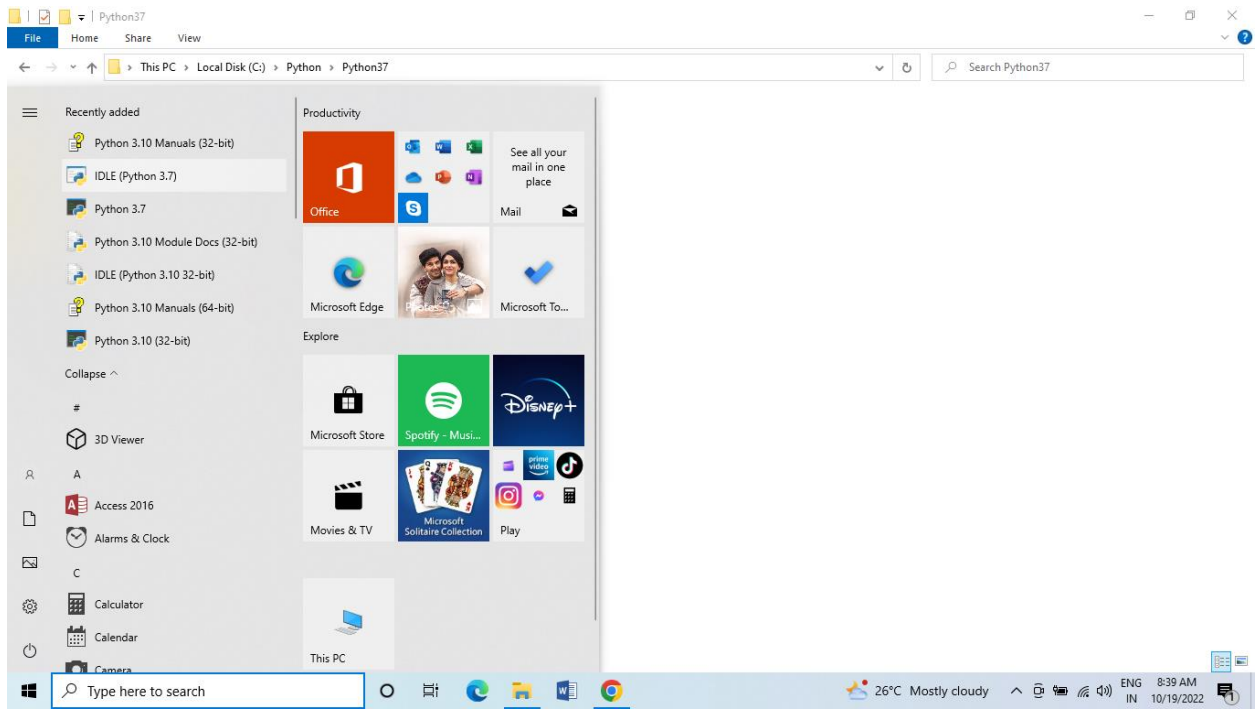 Python37
File Home Share View
This PC > Local Disk (C:) > Python > Python37
Search Python37
Recently added
Python 3.10 Manuals (32-bit)
IDLE (Python 3.7)
Python 3.7
Python 3.10 Module Docs (32-bit)
IDLE (Python 3.10 32-bit)
Python 3.10 Manuals (64-bit)
Python 3.10 (32-bit)
Collapse
#
3D Viewer
A
Access 2016
Alarms & Clock
C
Calculator
Calendar
Camera
Productivity
Office
See all your
mail in one
place
Mail
Microsoft Edge
Microsoft To...
Explore
Microsoft Store
Spotify - Musi...
Disney+
Movies & TV
Microsoft
Solitaire Collection
prime
video
Play
This PC
Type here to search
26°C Mostly cloudy
ENG
IN
8:39 AM
10/19/2022
1